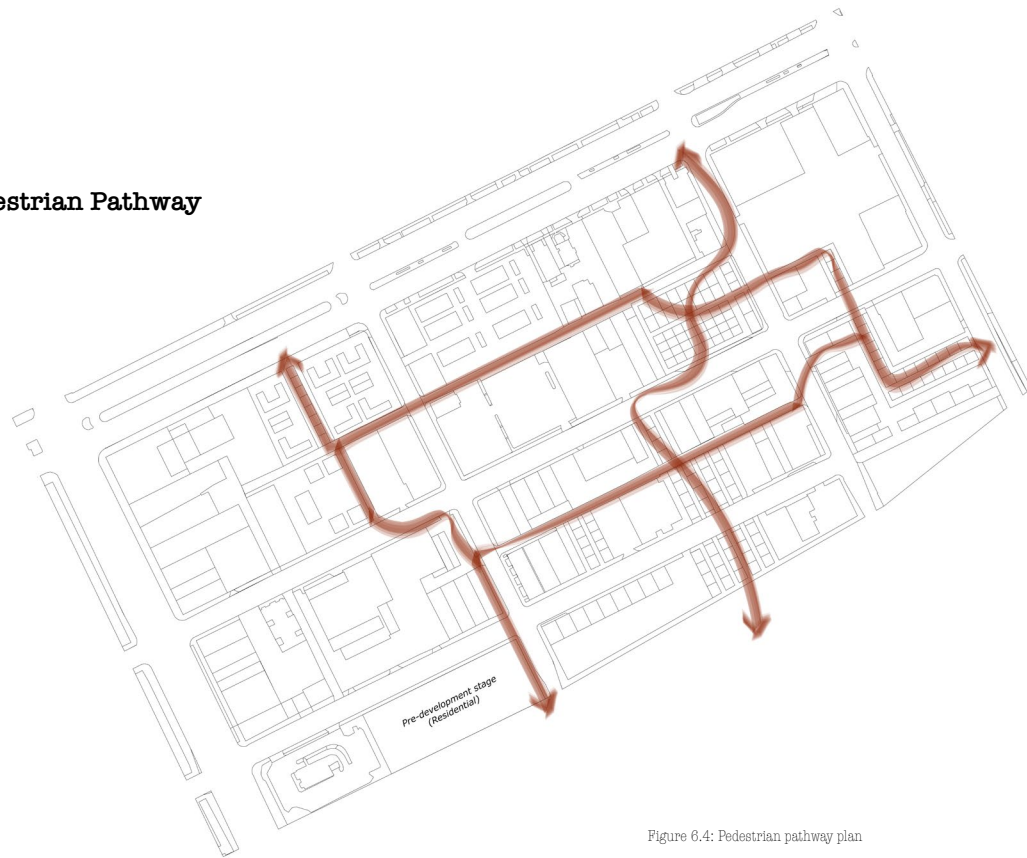 estrian Pathway
Pre-development stage
(Residential)
Figure 6.4: Pedestrian pathway plan